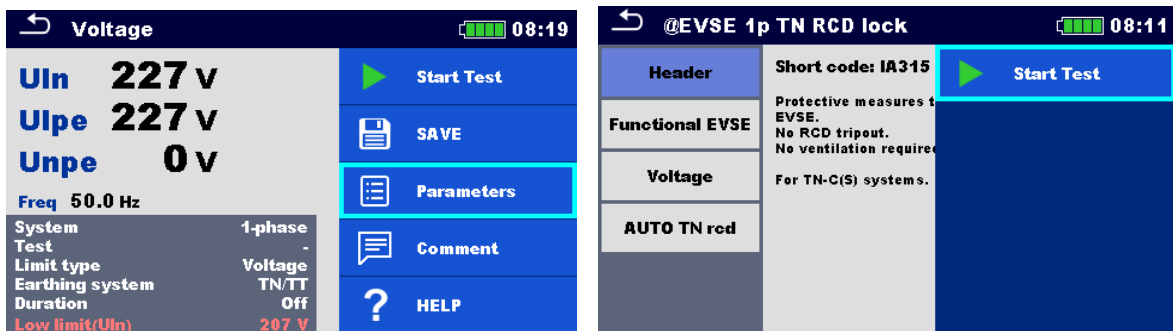 Voltage
08:19
Uln 227 V
Ulpe 227 V
Unpe 0 V
Freq 50.0 Hz
System 1-phase
Test -
Limit type Voltage
Earthing system TN/TT
Duration Off
Low limit(Uln) 207 V
Start Test
SAVE
Parameters
Comment
? HELP
@EVSE 1p TN RCD lock
08:11
Header
Functional EVSE
Voltage
AUTO TN rcd
Short code: IA315
Protective measures t
EVSE.
No RCD tripout.
No ventilation require
For TN-C(S) systems.
Start Test